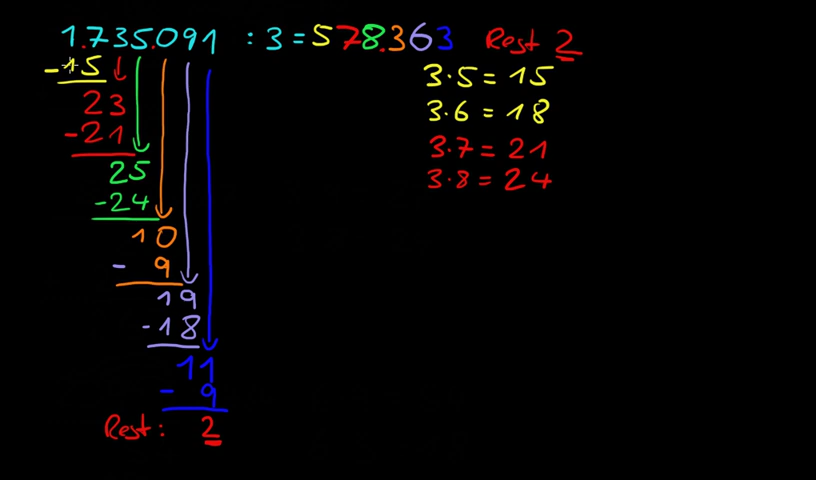 1.735.091 : 3 = 578.363 Rest 2
-15
3·5 = 15
3·6 = 18
23
-21
3·7 = 21
3·8 = 24
25
-24
10
- 9
19
-18
11
- 9
Rest: 2